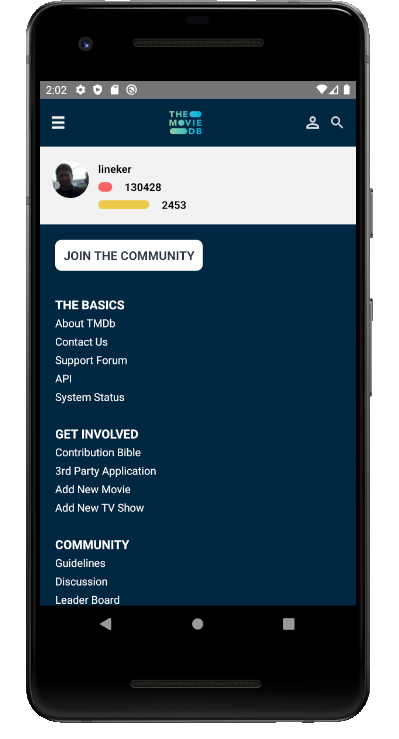 2:02
THE
MOVIE
DB
lineker
130428
2453
JOIN THE COMMUNITY
THE BASICS
About TMDb
Contact Us
Support Forum
API
System Status
GET INVOLVED
Contribution Bible
3rd Party Application
Add New Movie
Add New TV Show
COMMUNITY
Guidelines
Discussion
Leader Board